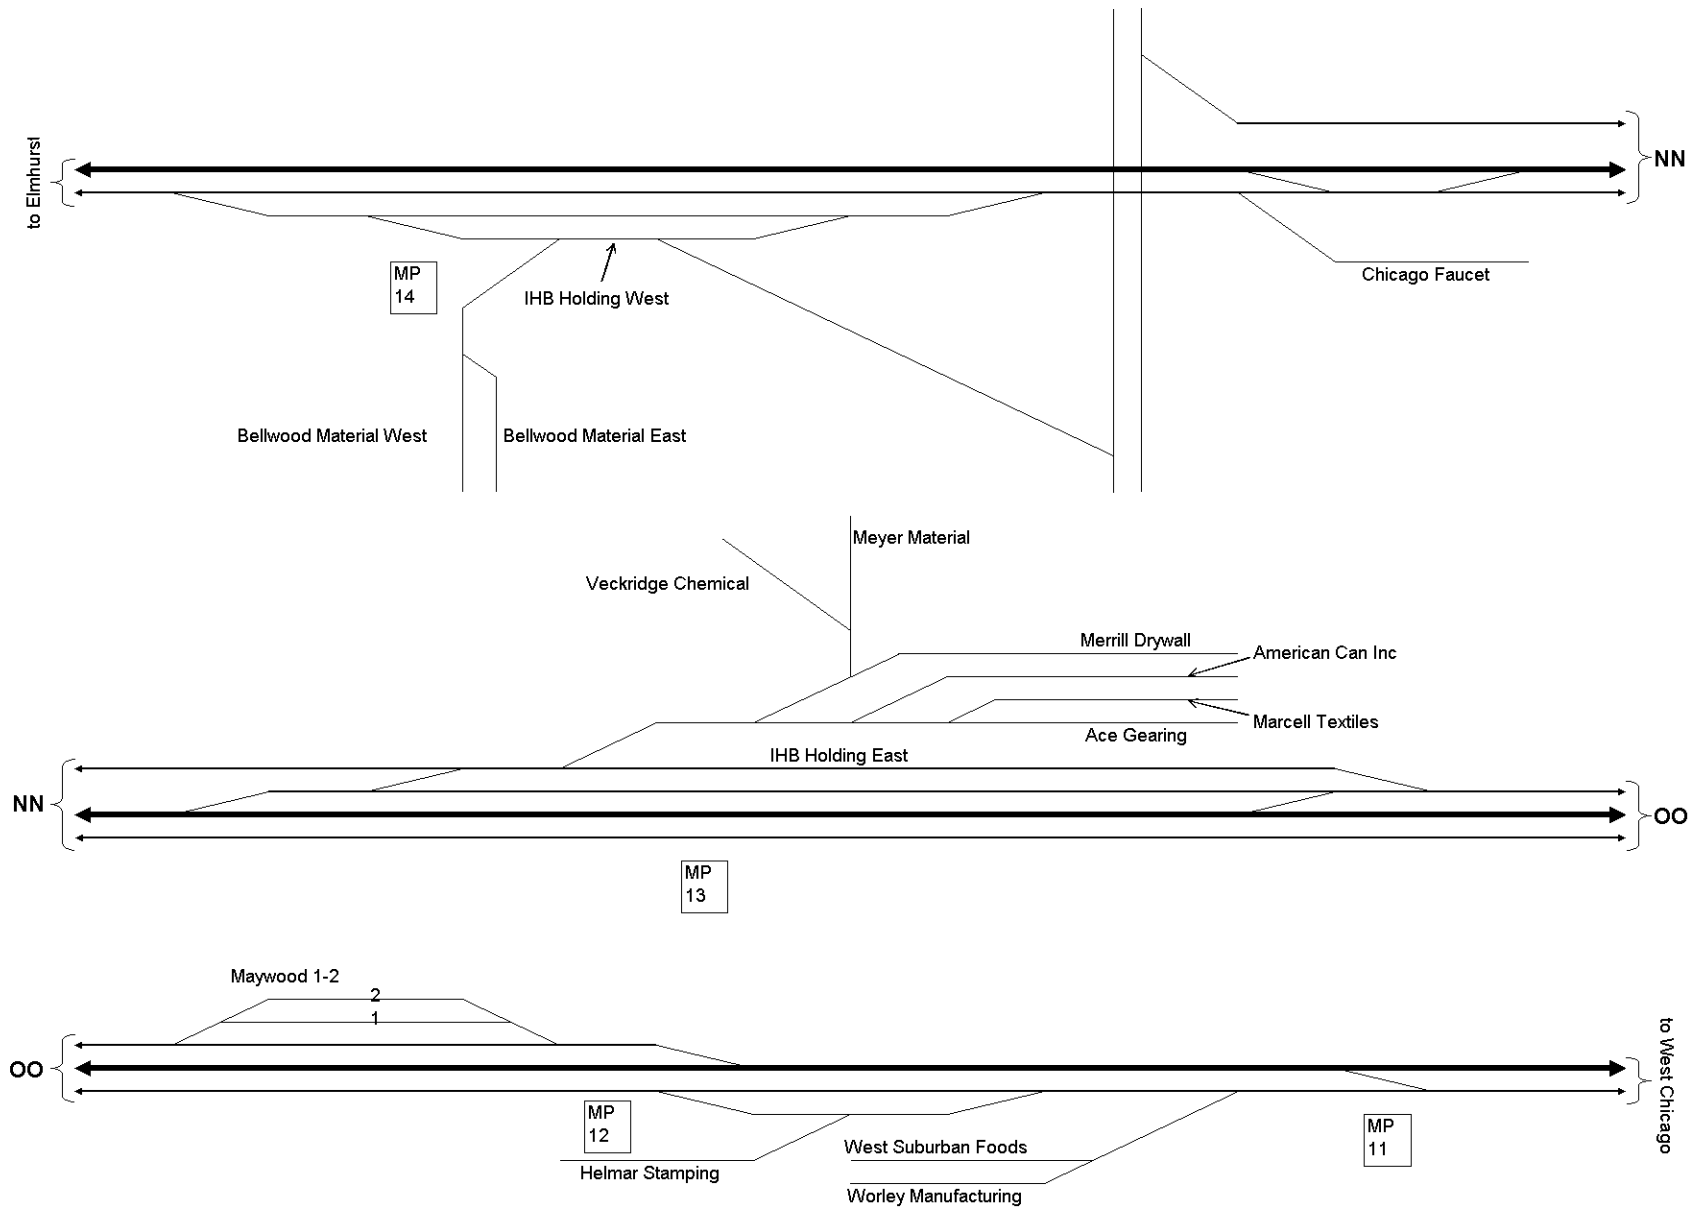 to Elmhurst
NN
Chicago Faucet
MP
14
IHB Holding West
Bellwood Material West
Bellwood Material East
Meyer Material
Veckridge Chemical
Merrill Drywall
American Can Inc
Marcell Textiles
Ace Gearing
IHB Holding East
NN
OO
MP
13
Maywood 1-2
2
1
OO
to West Chicago
MP
12
MP
11
West Suburban Foods
Helmar Stamping
Worley Manufacturing